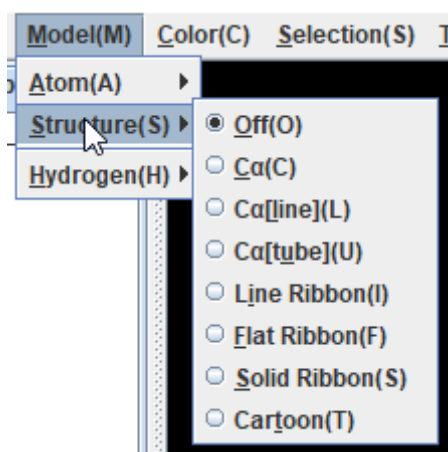 Model(M) Color(C) Selection(S)
Atom(A)
Structure(S)
Hydrogen(H)
Off(O)
Cα(C)
Cα[line](L)
Cα[tube](U)
Line Ribbon(I)
Flat Ribbon(F)
Solid Ribbon(S)
Cartoon(T)